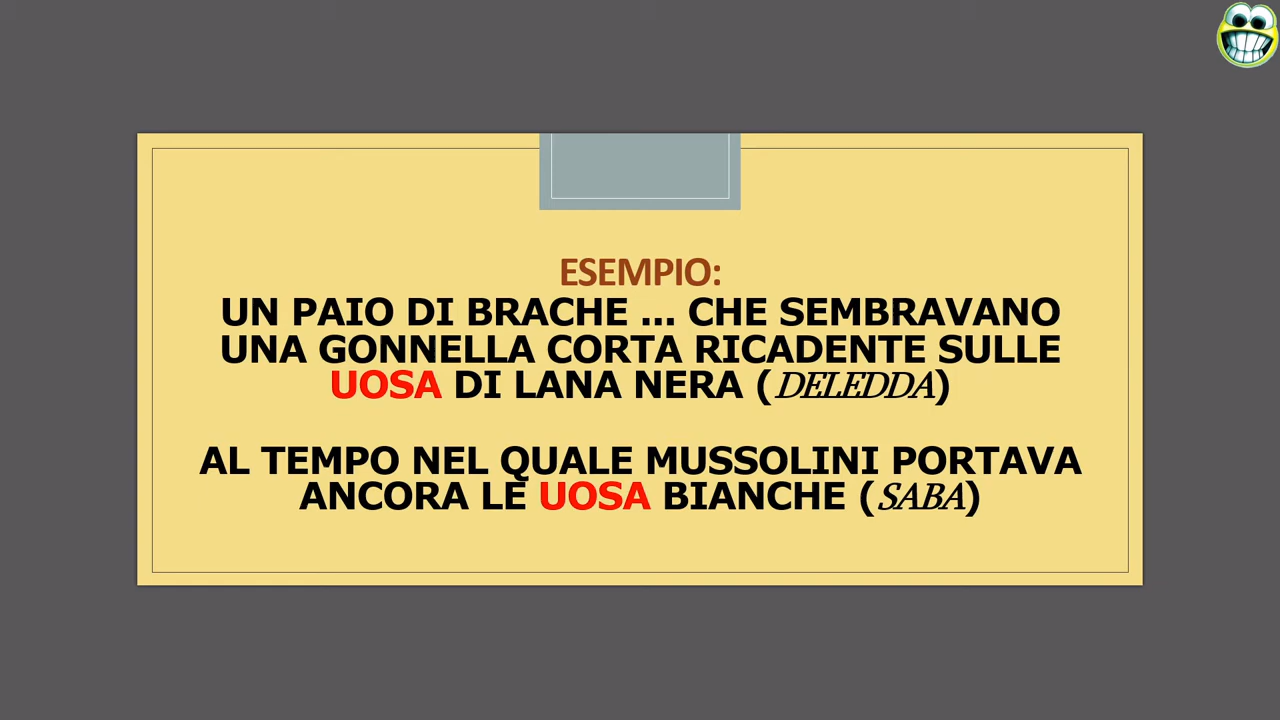 ESEMPIO:
UN PAIO DI BRACHE ... CHE SEMBRAVANO
UNA GONNELLA CORTA RICADENTE SULLE
UOSA DI LANA NERA (DELEDDA)
AL TEMPO NEL QUALE MUSSOLINI PORTAVA
ANCORA LE UOSA BIANCHE (SABA)